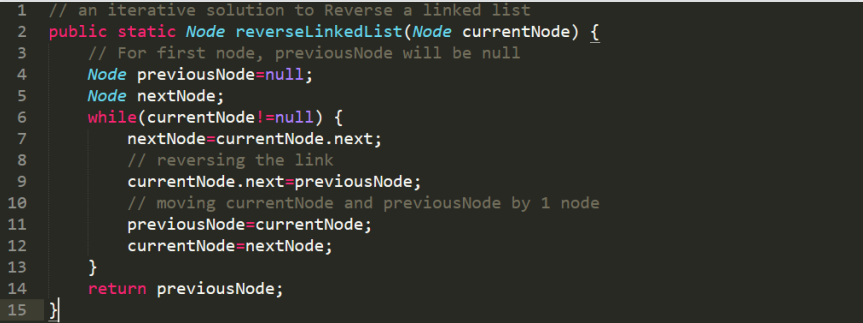 1 // an iterative solution to Reverse a linked list
2 public static Node reverseLinkedList(Node currentNode) {
3 // For first node, previousNode will be null
4 Node previousNode=null;
5 Node nextNode;
6 while(currentNode!=null) {
7 nextNode=currentNode.next;
8 // reversing the link
9 currentNode.next=previousNode;
10 // moving currentNode and previousNode by 1 node
11 previousNode=currentNode;
12 currentNode=nextNode;
13 }
14 return previousNode;
15 }